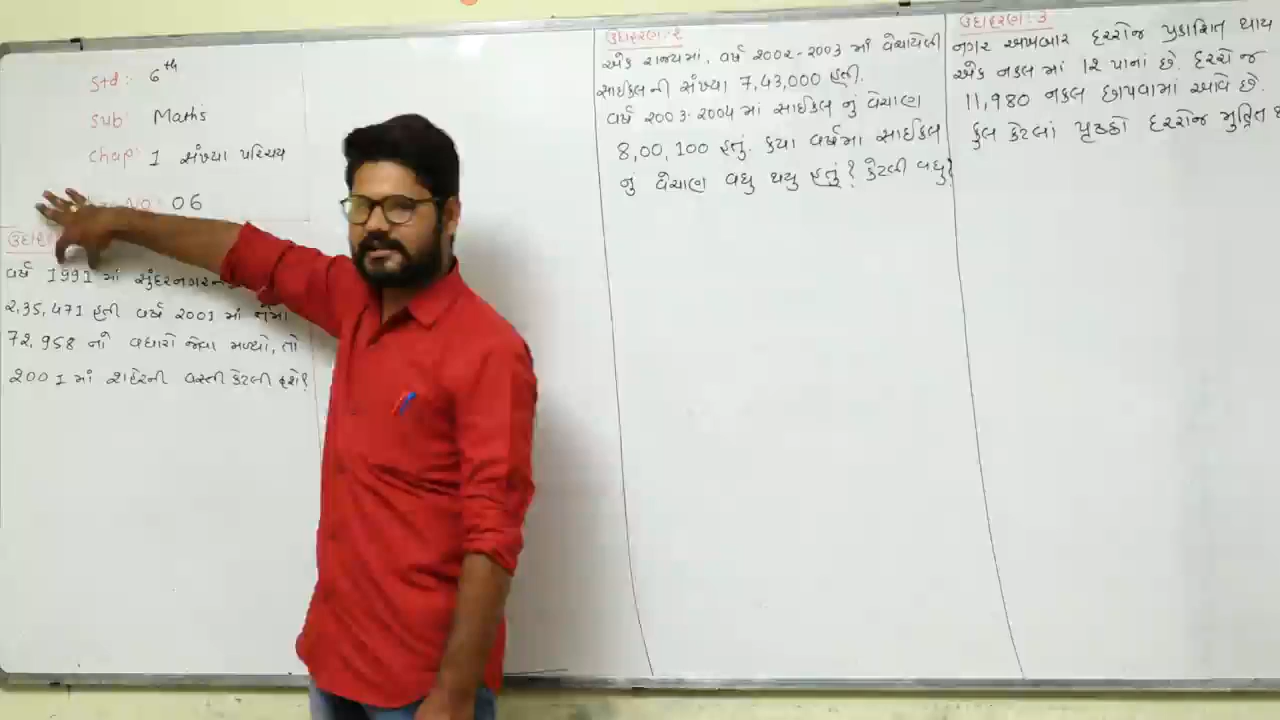 Std: 6th
Sub: Maths
Chap: 1 સંખ્યા પરિચય
No: 06
વર્ષ 1991 માં સુંદરનગરની
2,35,471 હતી વર્ષ 2001 માં તેમાં
72,958 નો વધારો જોવા મળ્યો, તો
2001 માં શહેરની વસ્તી કેટલી હશે?
ઉદાહરણ: 2
એક રાજ્યમાં, વર્ષ 2002-2003 માં વેચાયેલી
સાઈકલની સંખ્યા 7,43,000 હતી.
વર્ષ 2003-2004 માં સાઈકલ નું વેચાણ
8,00,100 હતું. કયા વર્ષમાં સાઈકલ
નું વેચાણ વધુ થયુ હતું? કેટલી વધુ?
ઉદાહરણ: 3
નગર અખબાર દરરોજ પ્રકાશિત થાય
એક નકલમાં 12 પાનાં છે. દરરોજ
11,980 નકલ છાપવામાં આવે છે.
કુલ કેટલાં પૃષ્ઠો દરરોજ મુદ્રિત